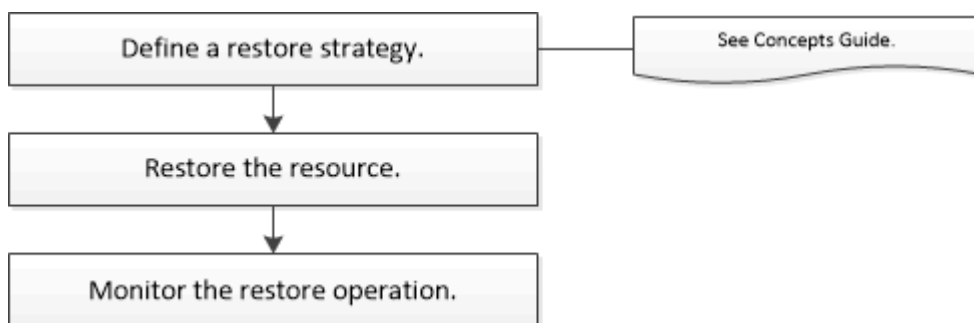 Define a restore strategy.
See Concepts Guide.
Restore the resource.
Monitor the restore operation.